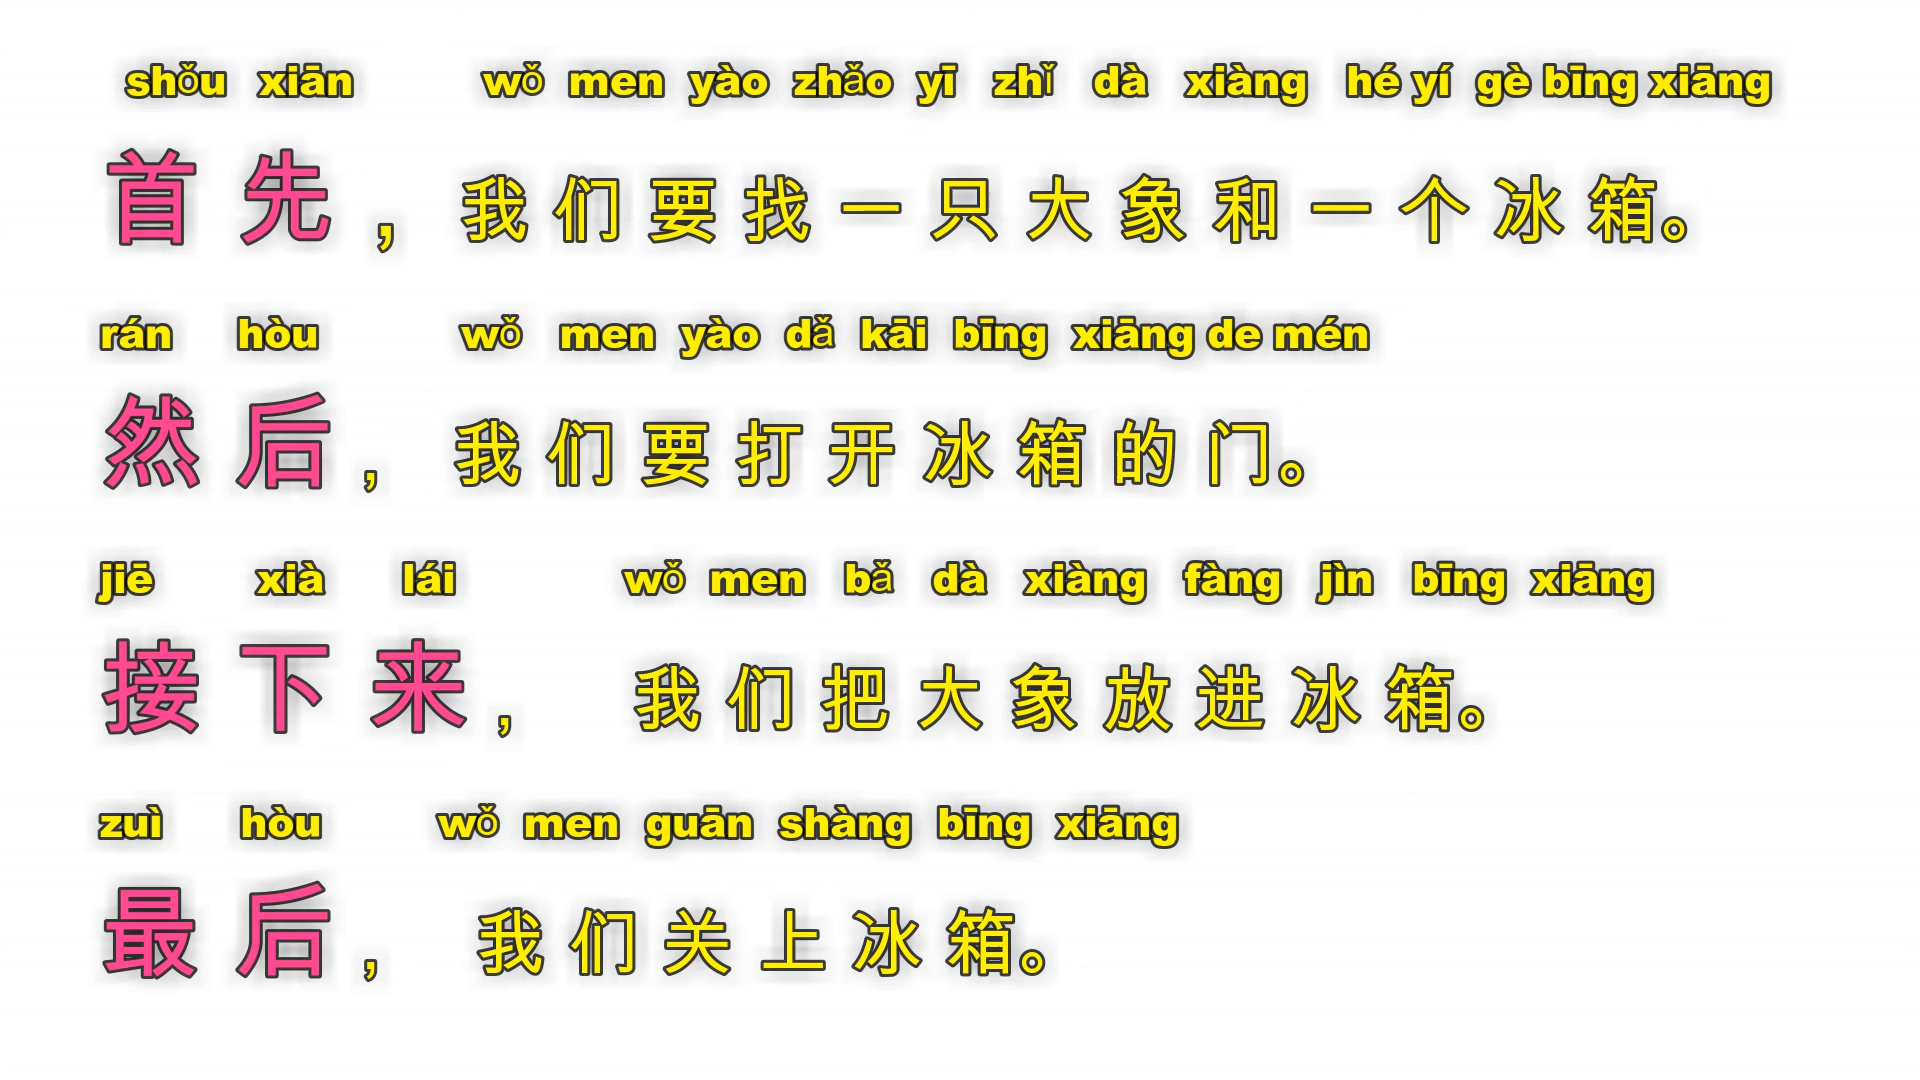 shǒu xiān wǒ men yào zhǎo yī zhǐ dà xiàng hé yí gè bīng xiāng
首先，我们要找一只大象和一个冰箱。
rán hòu wǒ men yào dǎ kāi bīng xiāng de mén
然后，我们要打开冰箱的门。
jiē xià lái wǒ men bǎ dà xiàng fàng jìn bīng xiāng
接下来，我们把大象放进冰箱。
zuì hòu wǒ men guān shàng bīng xiāng
最后，我们关上冰箱。